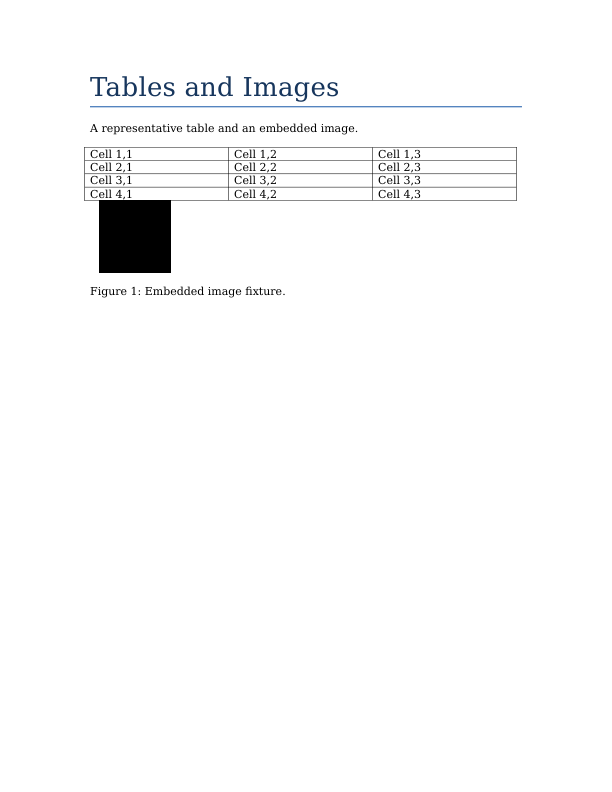 Tables and Images
A representative table and an embedded image.
Cell 1,1 Cell 1,2 Cell 1,3
Cell 2,1 Cell 2,2 Cell 2,3
Cell 3,1 Cell 3,2 Cell 3,3
Cell 4,1 Cell 4,2 Cell 4,3
Figure 1: Embedded image fixture.